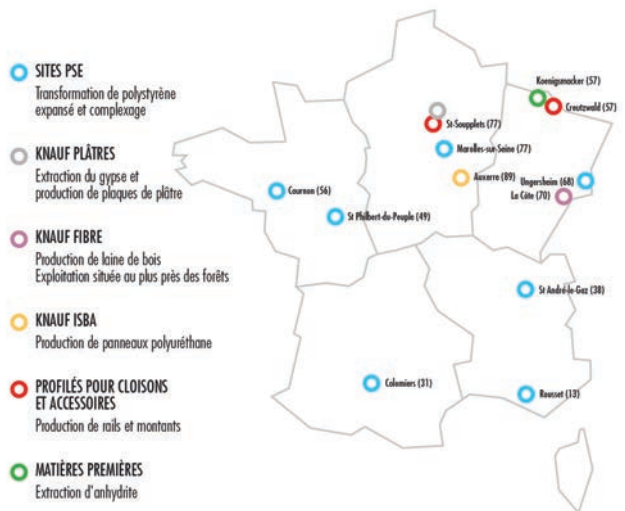 SITES PSE
Transformation de polystyrène
expansé et complexage
KNAUF PLÂTRES
Extraction du gypse et
production de plaques de plâtre
KNAUF FIBRE
Production de laine de bois
Exploitation située au plus près des forêts
KNAUF ISBA
Production de panneaux polyuréthane
PROFILÉS POUR CLOISONS
ET ACCESSOIRES
Production de rails et montants
MATIÈRES PREMIÈRES
Extraction d'anhydrite
Koenigsmacker (57)
Creutzwald (57)
St-Soupplets (77)
Marolles-sur-Seine (77)
Auxerre (89)
Ungersheim (68)
La Côte (70)
Cournon (56)
St Philbert-du-Peuple (49)
St André-le-Gaz (38)
Colomiers (31)
Rousset (13)